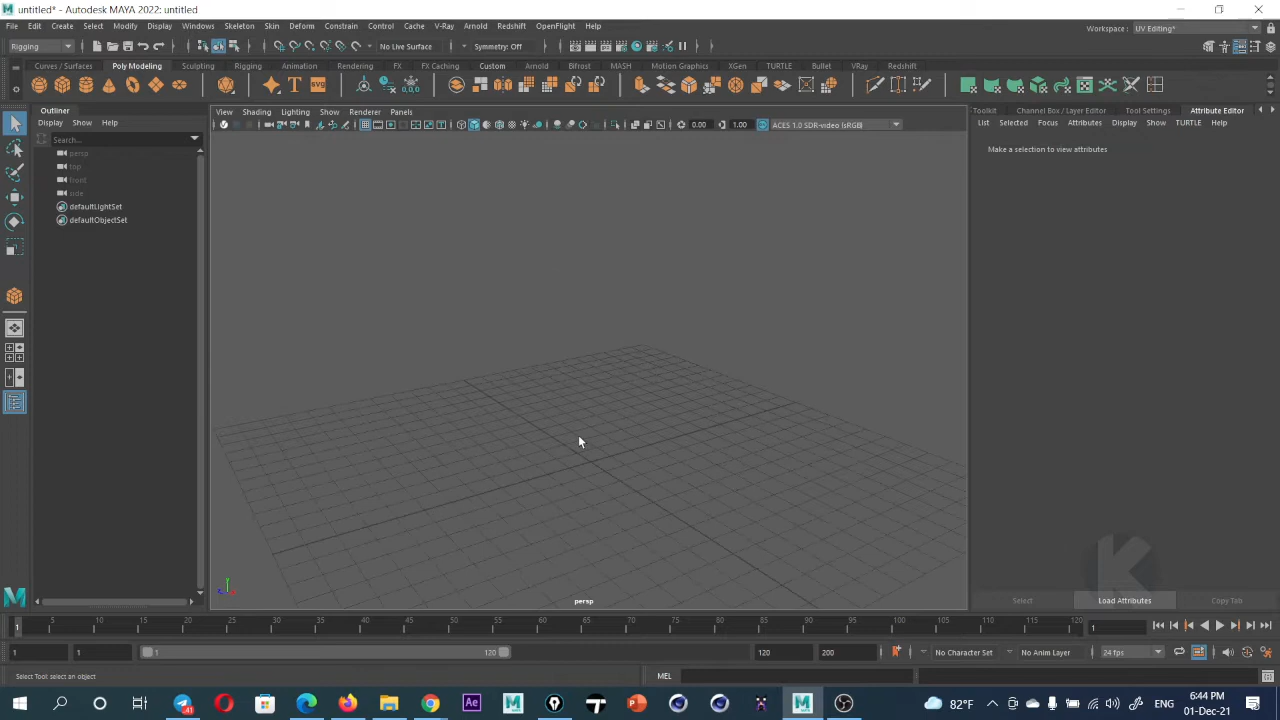 untitled* - Autodesk MAYA 2022: untitled
File Edit Create Select Modify Display Windows Skeleton Skin Deform Constrain Control Cache V-Ray Arnold Redshift OpenFlight Help
Workspace: UV Editing*
Rigging No Live Surface Symmetry: Off
Curves / Surfaces Poly Modeling Sculpting Rigging Animation Rendering FX FX Caching Custom Arnold Bifrost MASH Motion Graphics XGen TURTLE Bullet VRay Redshift
T SVG 0,0,0
Outliner
Display Show Help
Search...
persp
top
front
side
defaultLightSet
defaultObjectSet
View Shading Lighting Show Renderer Panels
0.00 1.00 ACES 1.0 SDR-video (sRGB)
persp
Toolkit Channel Box / Layer Editor Tool Settings Attribute Editor
List Selected Focus Attributes Display Show TURTLE Help
Make a selection to view attributes
K
Select Load Attributes Copy Tab
1 5 10 15 20 25 30 35 40 45 50 55 60 65 70 75 80 85 90 95 100 105 110 115 120 1
1 1 1 120 120 200 No Character Set No Anim Layer 24 fps
Select Tool: select an object MEL
82°F 6:44 PM
01-Dec-21